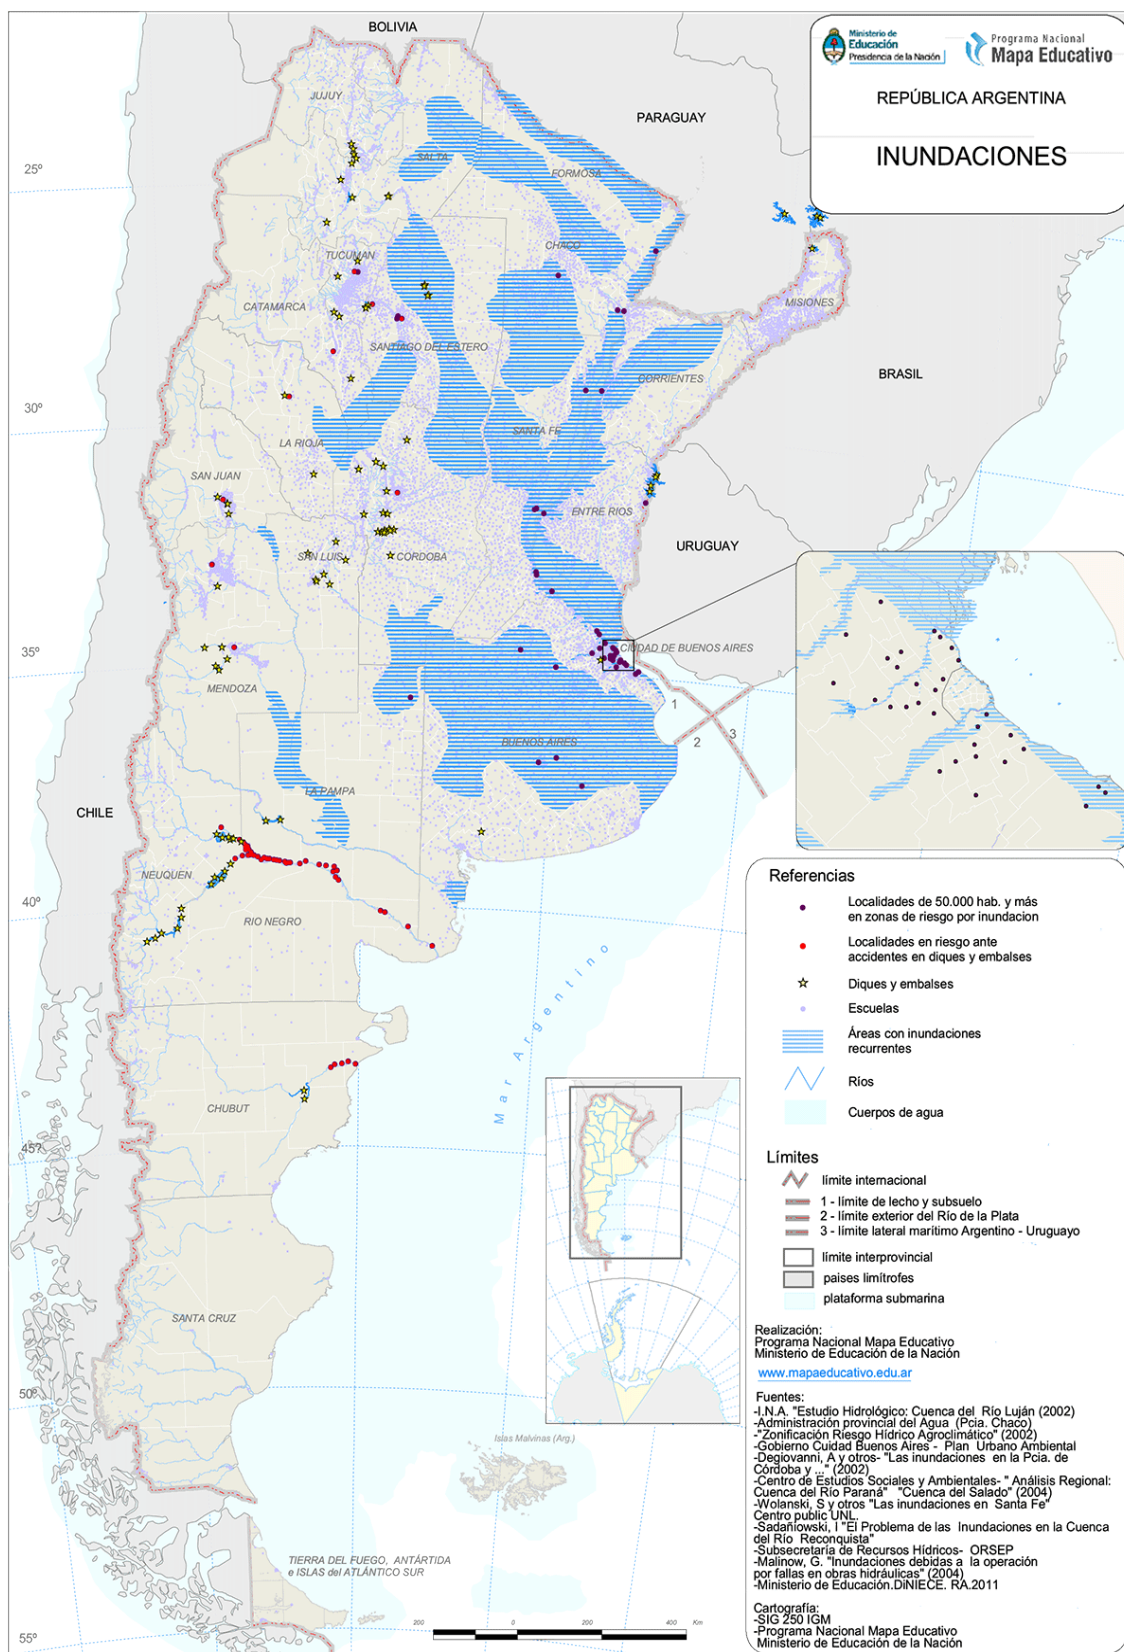 BOLIVIA
Ministerio de
Educación
Presidencia de la Nación
Programa Nacional
Mapa Educativo
REPÚBLICA ARGENTINA
INUNDACIONES
PARAGUAY
JUJUY
SALTA
FORMOSA
25º
CHACO
TUCUMAN
CATAMARCA
MISIONES
SANTIAGO DEL ESTERO
CORRIENTES
BRASIL
30º
SANTA FE
LA RIOJA
SAN JUAN
ENTRE RIOS
URUGUAY
SAN LUIS
CORDOBA
35º
CIUDAD DE BUENOS AIRES
MENDOZA
1
2
3
BUENOS AIRES
LA PAMPA
CHILE
NEUQUEN
40º
RIO NEGRO
Mar Argentino
CHUBUT
45?
SANTA CRUZ
50º
Islas Malvinas (Arg.)
TIERRA DEL FUEGO, ANTÁRTIDA
e ISLAS del ATLÁNTICO SUR
55º
200
0
200
400
Km
Referencias
Localidades de 50.000 hab. y más
en zonas de riesgo por inundacion
Localidades en riesgo ante
accidentes en diques y embalses
Diques y embalses
Escuelas
Áreas con inundaciones
recurrentes
Ríos
Cuerpos de agua
Límites
límite internacional
1 - límite de lecho y subsuelo
2 - límite exterior del Río de la Plata
3 - límite lateral marítimo Argentino - Uruguayo
límite interprovincial
paises limítrofes
plataforma submarina
Realización:
Programa Nacional Mapa Educativo
Ministerio de Educación de la Nación
www.mapaeducativo.edu.ar
Fuentes:
-I.N.A. "Estudio Hidrológico: Cuenca del Río Luján (2002)
-Administración provincial del Agua (Pcia. Chaco)
-"Zonificación Riesgo Hídrico Agroclimático" (2002)
-Gobierno Cuidad Buenos Aires - Plan Urbano Ambiental
-Degiovanni, A y otros- "Las inundaciones en la Pcia. de
Córdoba y ..." (2002)
-Centro de Estudios Sociales y Ambientales- " Análisis Regional:
Cuenca del Río Paraná" "Cuenca del Salado" (2004)
-Wolanski, S y otros "Las inundaciones en Santa Fe"
Centro public UNL.
-Sadañiowski, I "El Problema de las Inundaciones en la Cuenca
del Río Reconquista"
-Subsecretaría de Recursos Hídricos- ORSEP
-Malinow, G. "Inundaciones debidas a la operación
por fallas en obras hidráulicas" (2004)
-Ministerio de Educación.DiNIECE. RA.2011
Cartografía:
-SIG 250 IGM
-Programa Nacional Mapa Educativo
Ministerio de Educación de la Nación